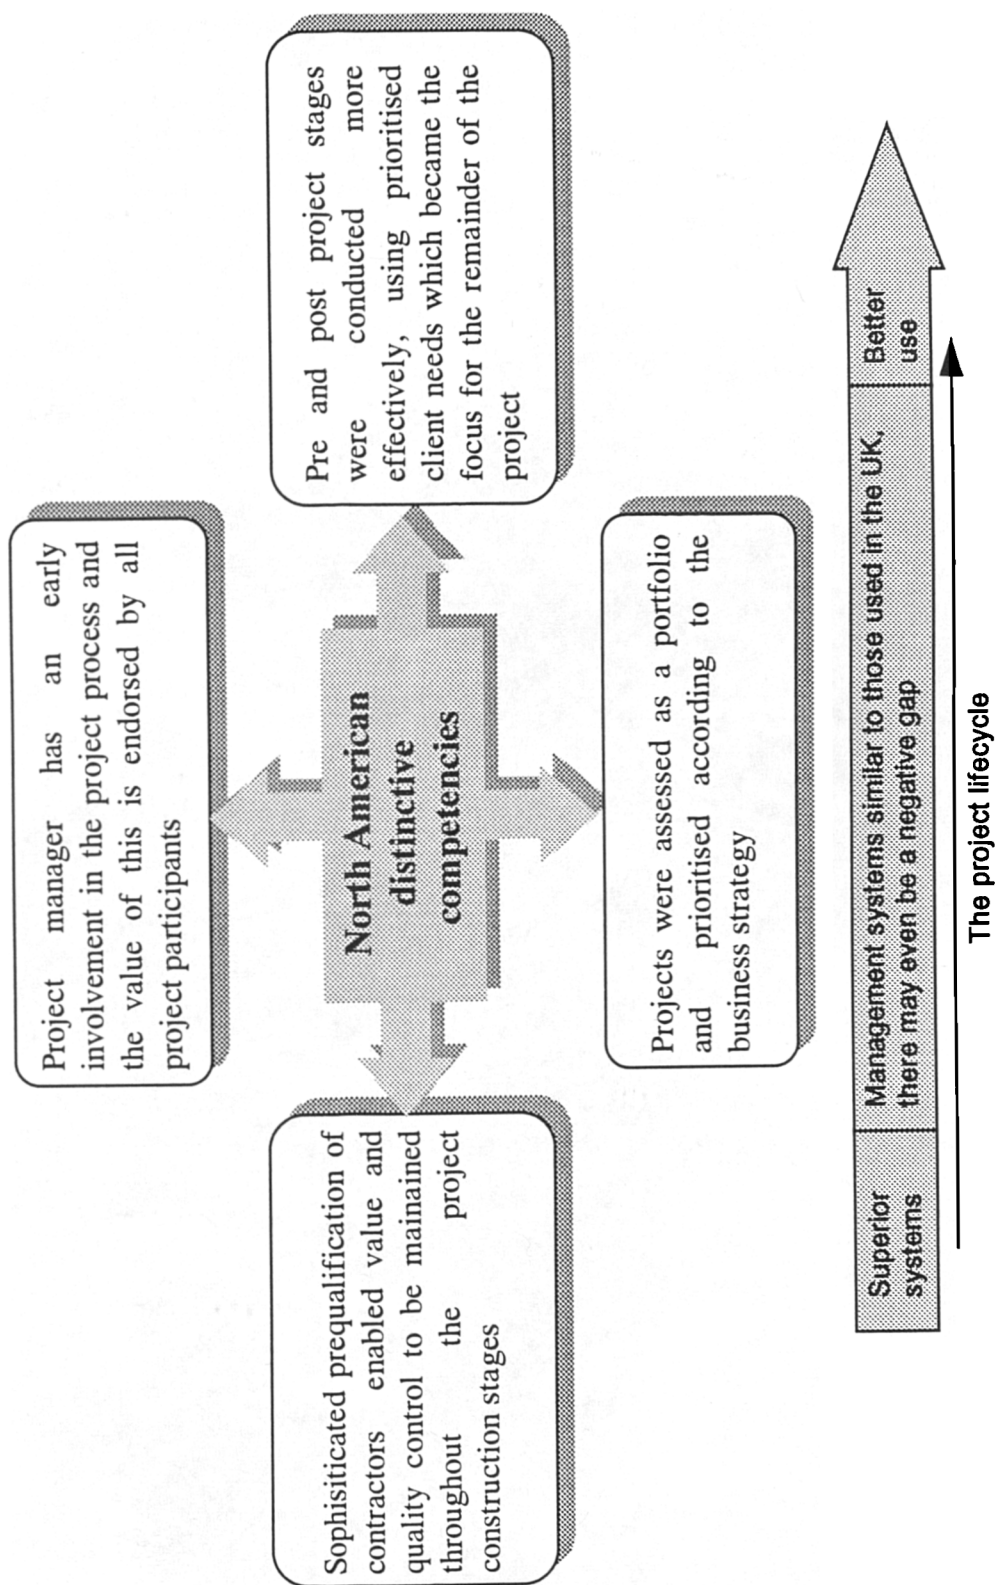 Project manager has an early
involvement in the project process and
the value of this is endorsed by all
project participants
Sophisiticated prequalification of
contractors enabled value and
quality control to be mainained
throughout the project
construction stages
North American
distinctive
competencies
Pre and post project stages
were conducted more
effectively, using prioritised
client needs which became the
focus for the remainder of the
project
Projects were assessed as a portfolio
and prioritised according to the
business strategy
Superior
systems
Management systems similar to those used in the UK,
there may even be a negative gap
Better
use
The project lifecycle